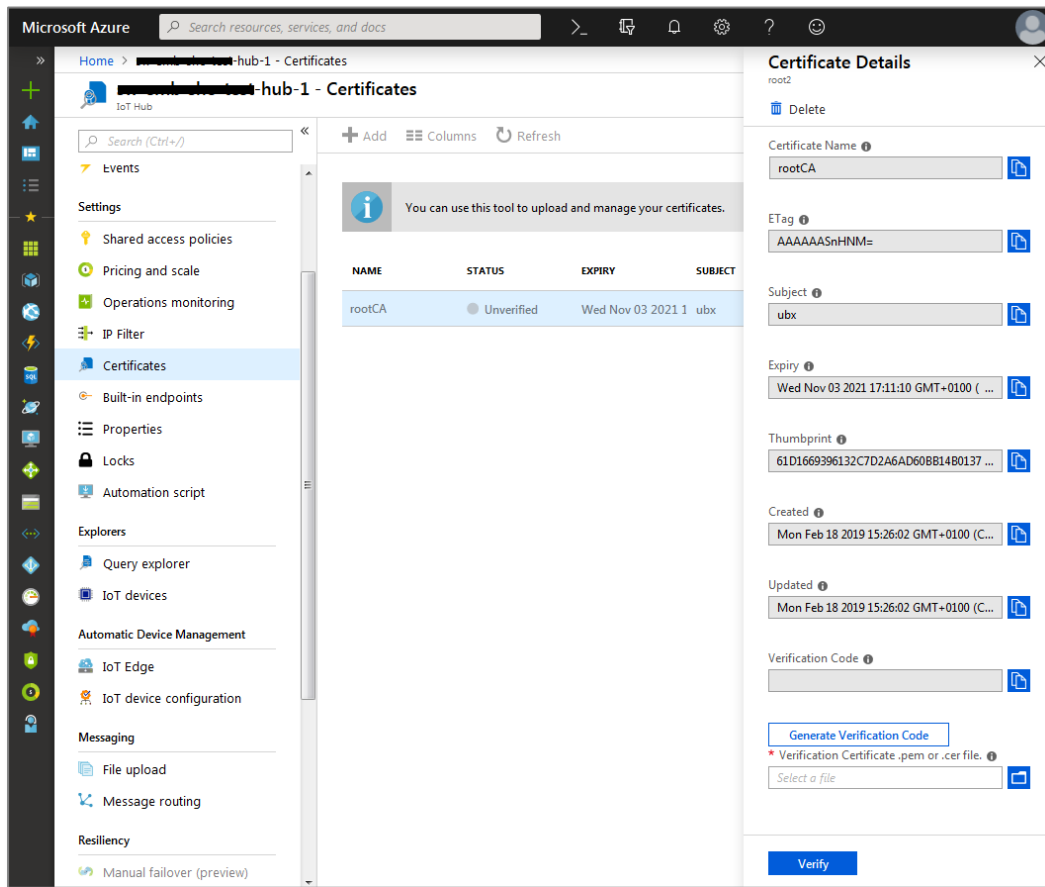 Microsoft Azure
Search resources, services, and docs
Home > -hub-1 - Certificates
-hub-1 - Certificates
IoT Hub
Search (Ctrl+/)
Events
Settings
Shared access policies
Pricing and scale
Operations monitoring
IP Filter
Certificates
Built-in endpoints
Properties
Locks
Automation script
Explorers
Query explorer
IoT devices
Automatic Device Management
IoT Edge
IoT device configuration
Messaging
File upload
Message routing
Resiliency
Manual failover (preview)
Add Columns Refresh
You can use this tool to upload and manage your certificates.
NAME STATUS EXPIRY SUBJECT
rootCA Unverified Wed Nov 03 2021 1 ubx
Certificate Details
root2
Delete
Certificate Name
rootCA
ETag
AAAAAASnHNM=
Subject
ubx
Expiry
Wed Nov 03 2021 17:11:10 GMT+0100 ( ...
Thumbprint
61D1669396132C7D2A6AD60BB14B0137 ...
Created
Mon Feb 18 2019 15:26:02 GMT+0100 (C...
Updated
Mon Feb 18 2019 15:26:02 GMT+0100 (C...
Verification Code
Generate Verification Code
* Verification Certificate .pem or .cer file.
Select a file
Verify